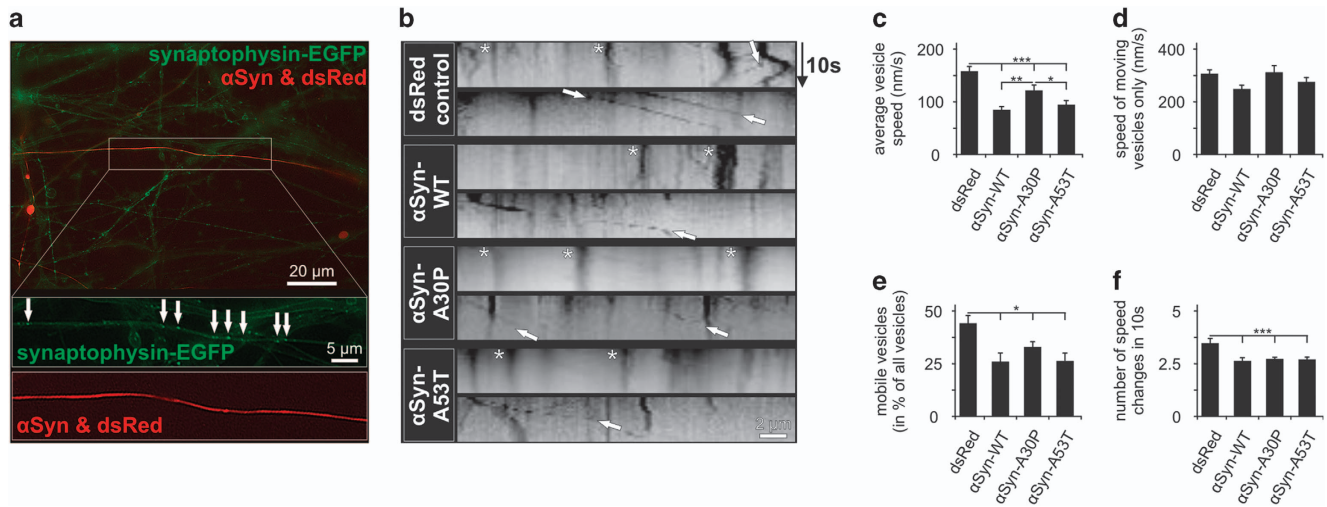 a
synaptophysin-EGFP
αSyn & dsRed
20 µm
synaptophysin-EGFP
5 µm
αSyn & dsRed
b
dsRed
control
αSyn-
WT
αSyn-
A30P
αSyn-
A53T
* *
* *
* * *
* *
10s
2 µm
c
average vesicle
speed (nm/s)
200
100
0
***
** *
dsRed
αSyn-WT
αSyn-A30P
αSyn-A53T
d
speed of moving
vesicles only (nm/s)
600
400
200
0
dsRed
αSyn-WT
αSyn-A30P
αSyn-A53T
e
mobile vesicles
(in % of all vesicles)
50
25
0
*
dsRed
αSyn-WT
αSyn-A30P
αSyn-A53T
f
number of speed
changes in 10s
5
2.5
0
***
dsRed
αSyn-WT
αSyn-A30P
αSyn-A53T